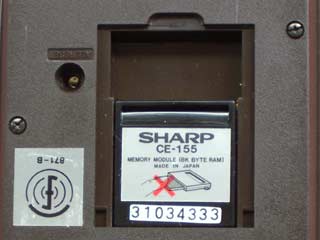 SHARP
CE-155
MEMORY MODULE (8K BYTE RAM)
MADE IN JAPAN
31034333
871-B